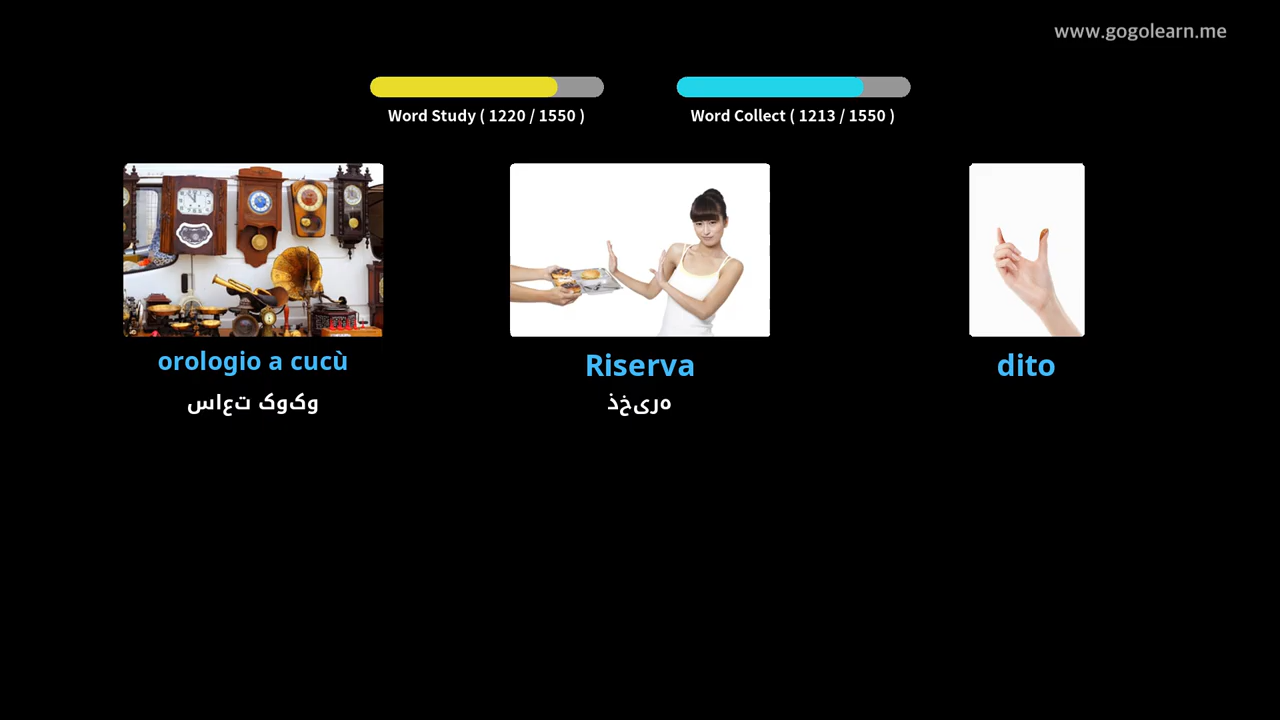 www.gogolearn.me
Word Study ( 1220 / 1550 )
Word Collect ( 1213 / 1550 )
orologio a cucù
وکوک تعاس
Riserva
هریخذ
dito